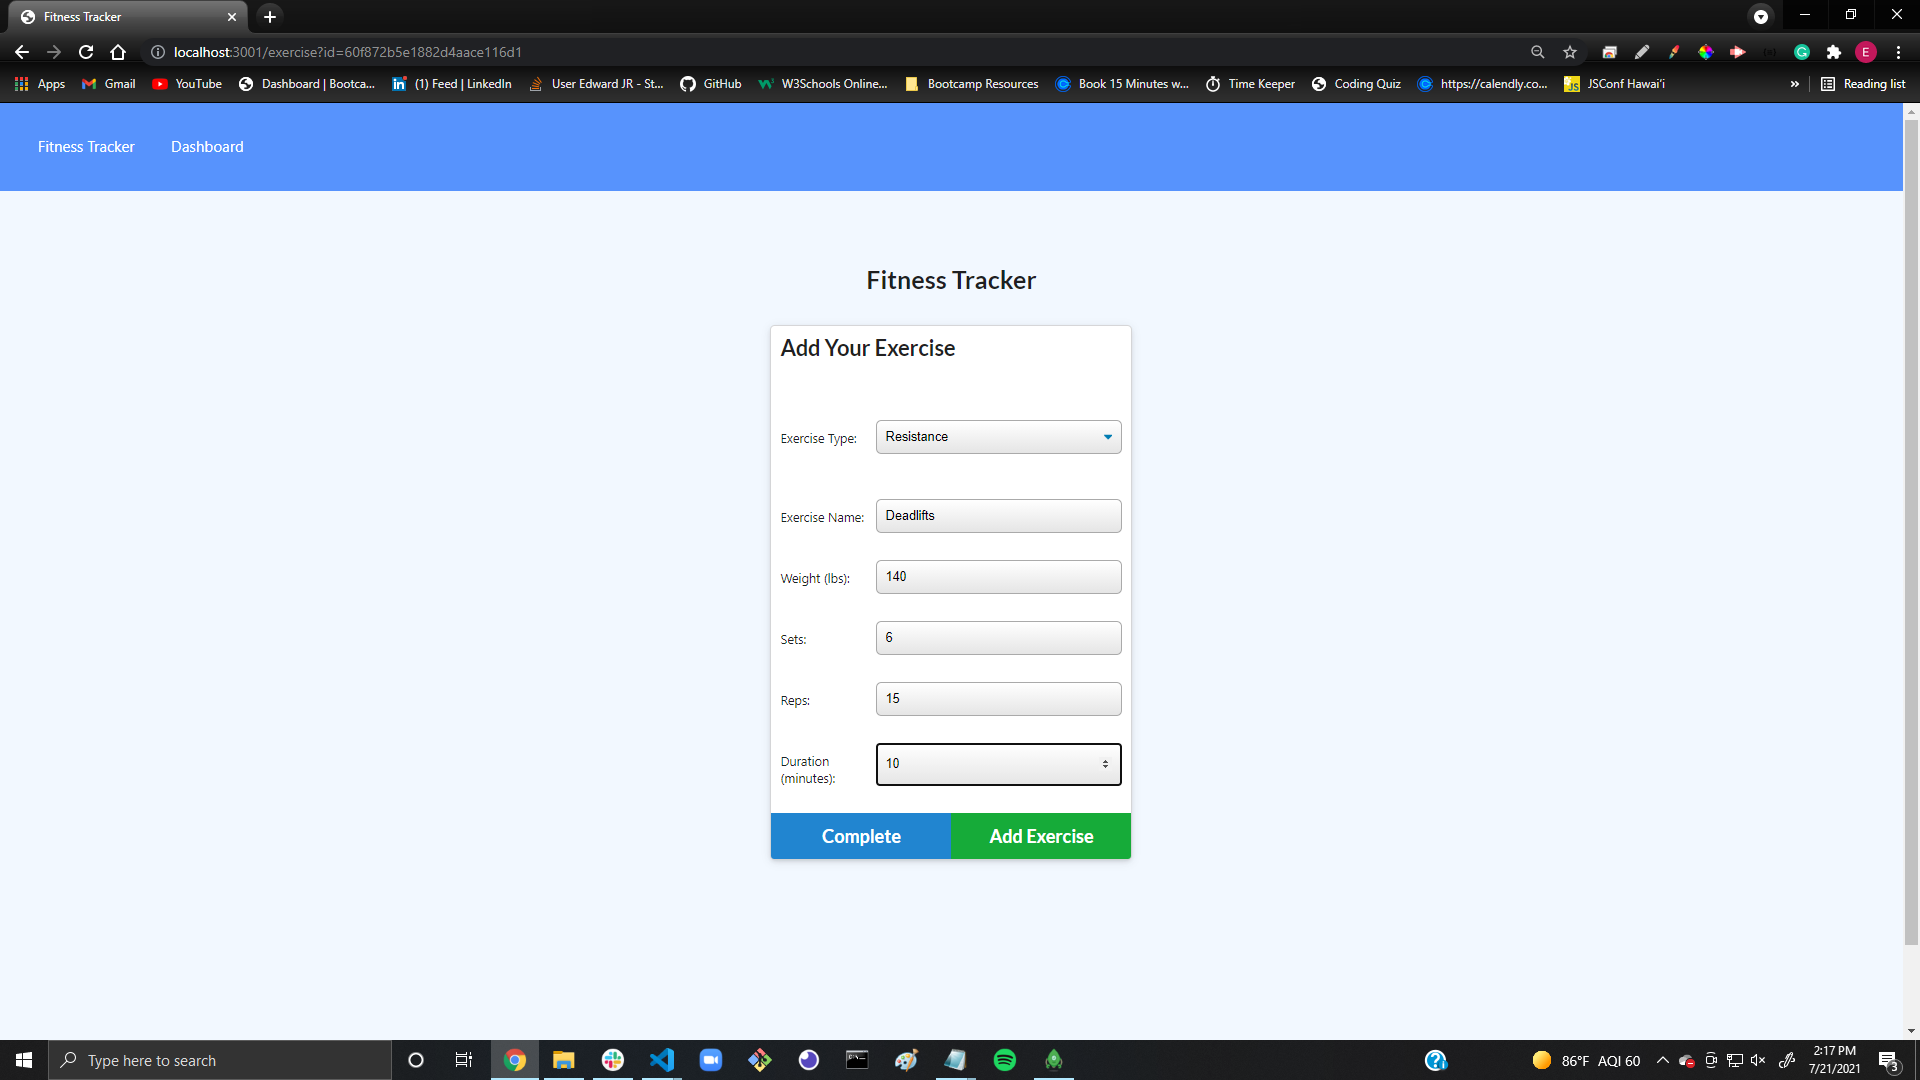 Fitness Tracker
localhost:3001/exercise?id=60f872b5e1882d4aace116d1
E
Apps Gmail YouTube Dashboard | Bootca... (1) Feed | LinkedIn User Edward JR - St... GitHub W3Schools Online... Bootcamp Resources Book 15 Minutes w... Time Keeper Coding Quiz https://calendly.co... JSConf Hawai'i » Reading list
Fitness Tracker Dashboard
Fitness Tracker
Add Your Exercise
Exercise Type: Resistance
Exercise Name: Deadlifts
Weight (lbs): 140
Sets: 6
Reps: 15
Duration
(minutes): 10
Complete Add Exercise
Type here to search
86°F AQI 60
2:17 PM
7/21/2021
3